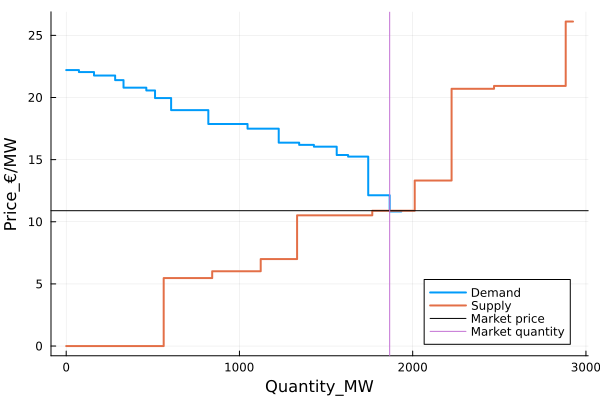 Price_€/MW
25
20
15
10
5
0
0
1000
2000
3000
Quantity_MW
Demand
Supply
Market price
Market quantity